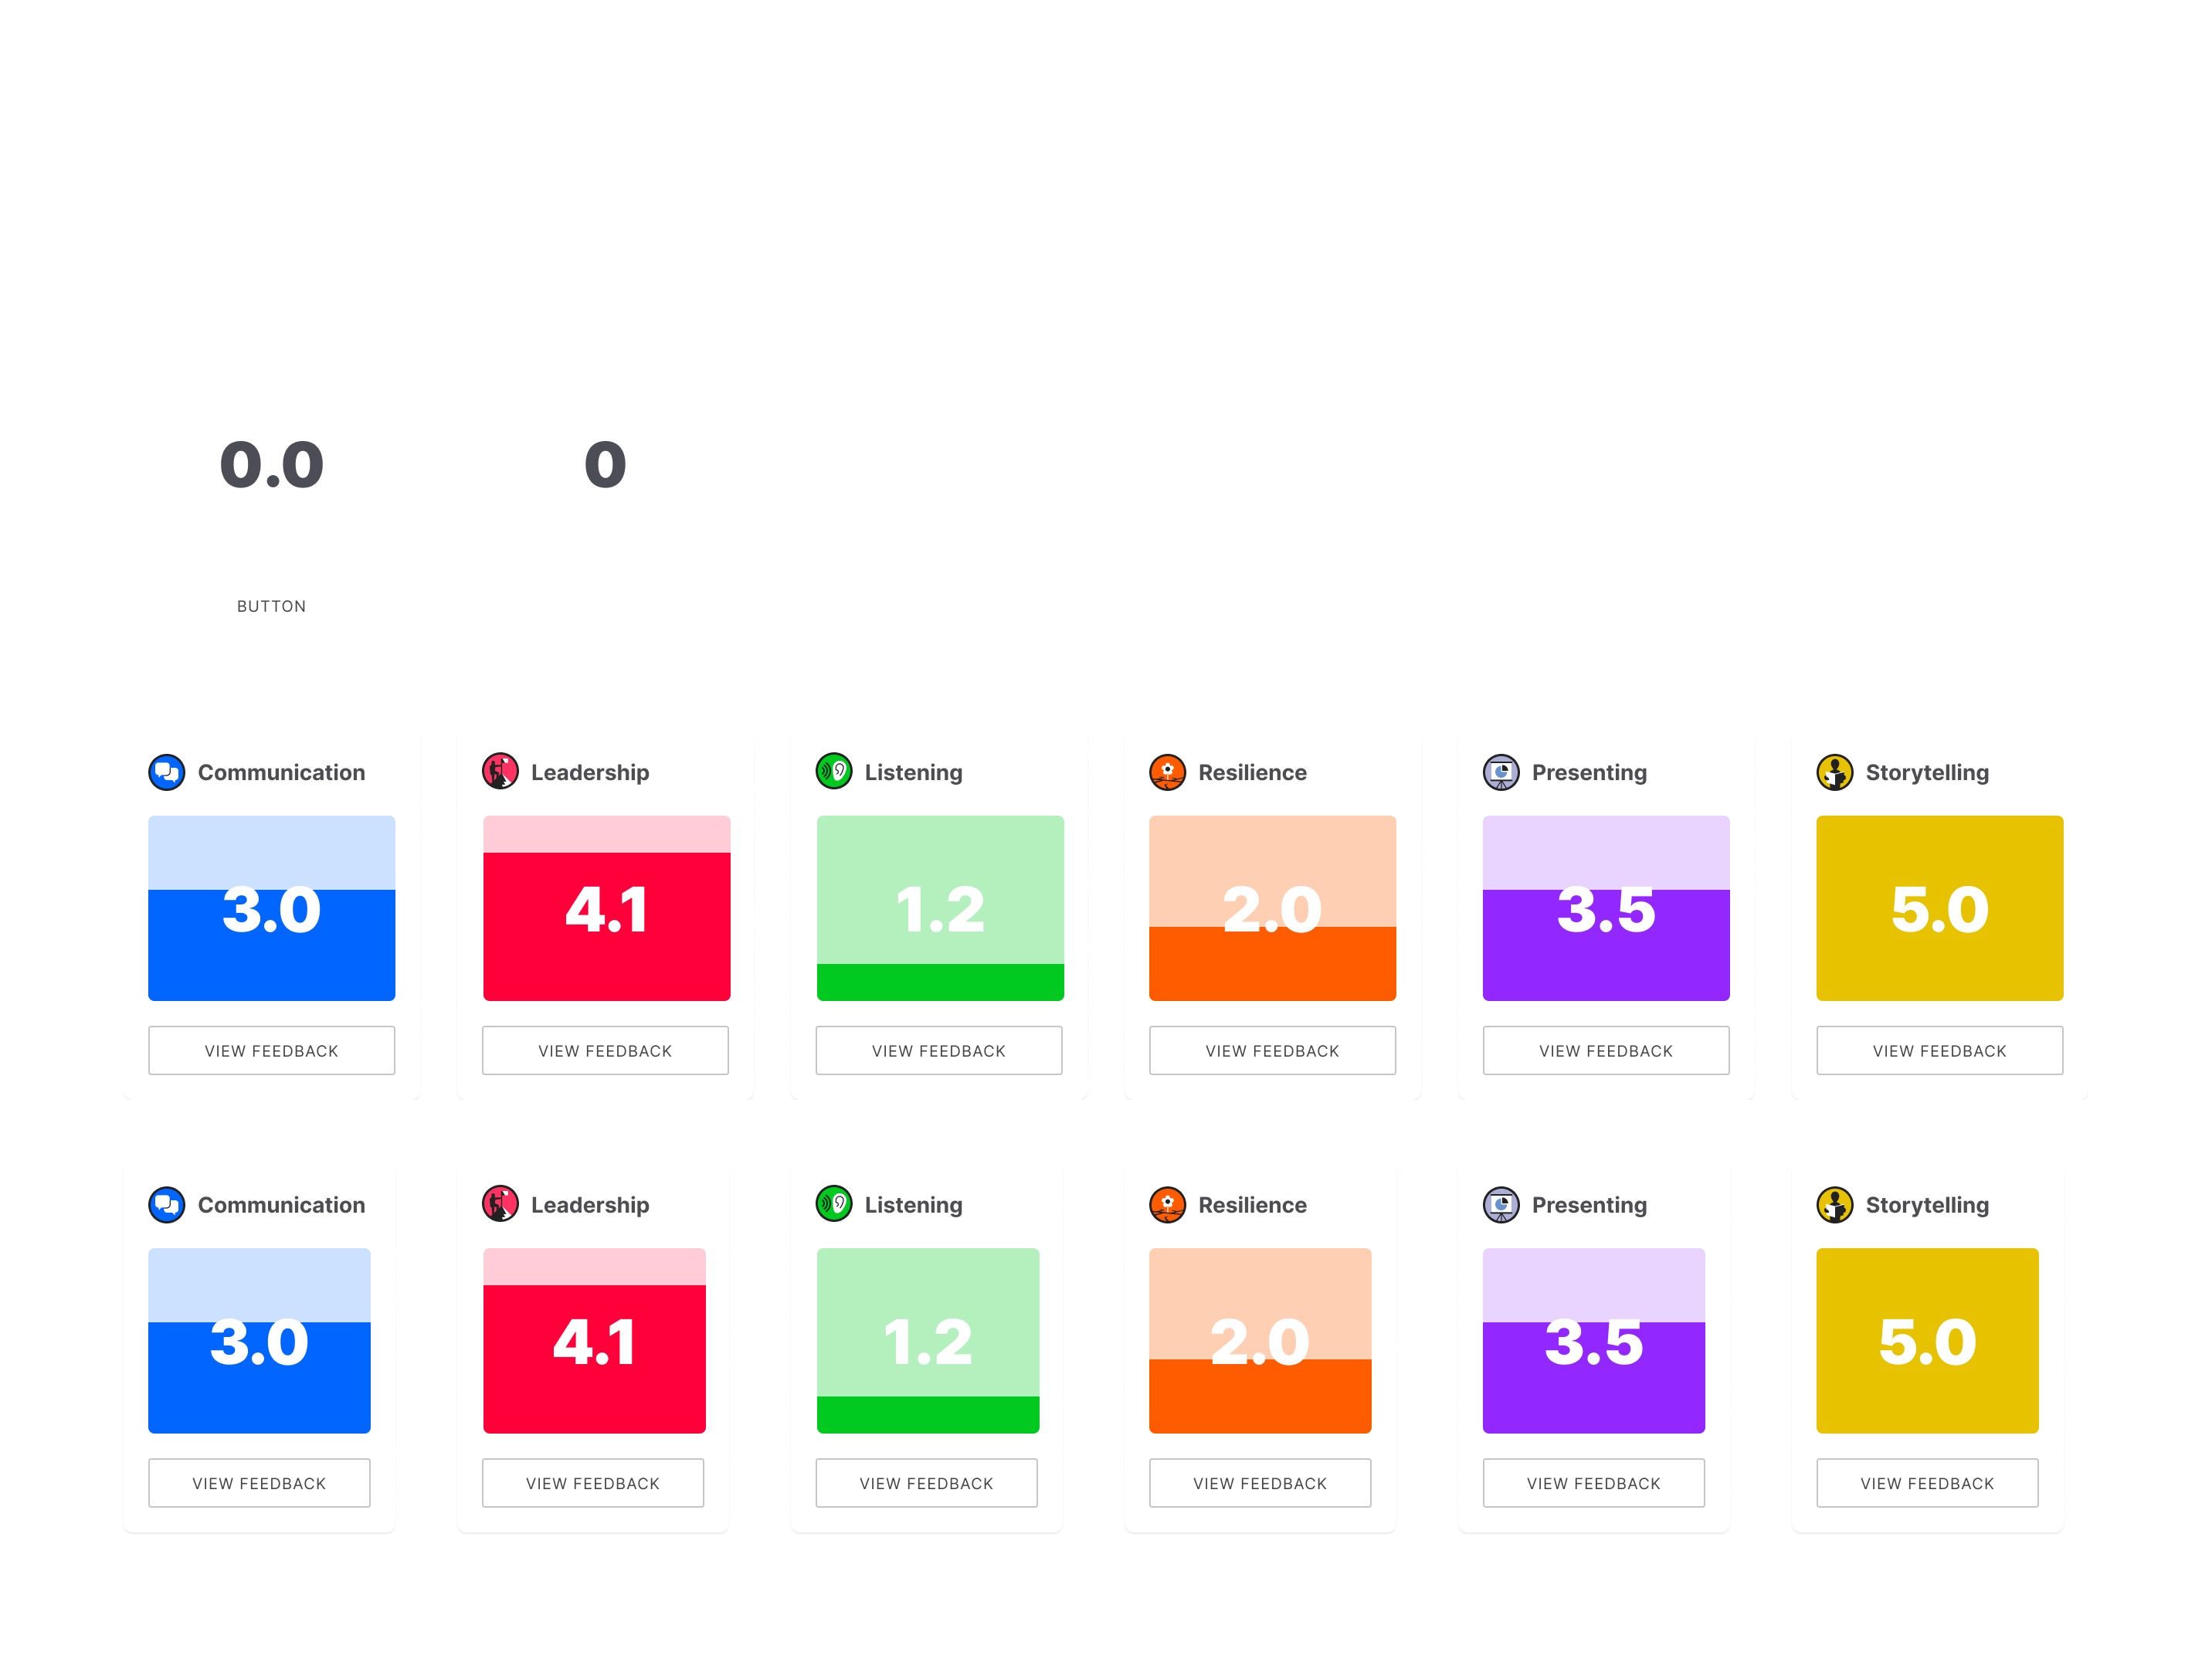 0.0 0
BUTTON
Communication Leadership Listening Resilience Presenting Storytelling
3.0 4.1 1.2 2.0 3.5 5.0
VIEW FEEDBACK VIEW FEEDBACK VIEW FEEDBACK VIEW FEEDBACK VIEW FEEDBACK VIEW FEEDBACK
Communication Leadership Listening Resilience Presenting Storytelling
3.0 4.1 1.2 2.0 3.5 5.0
VIEW FEEDBACK VIEW FEEDBACK VIEW FEEDBACK VIEW FEEDBACK VIEW FEEDBACK VIEW FEEDBACK